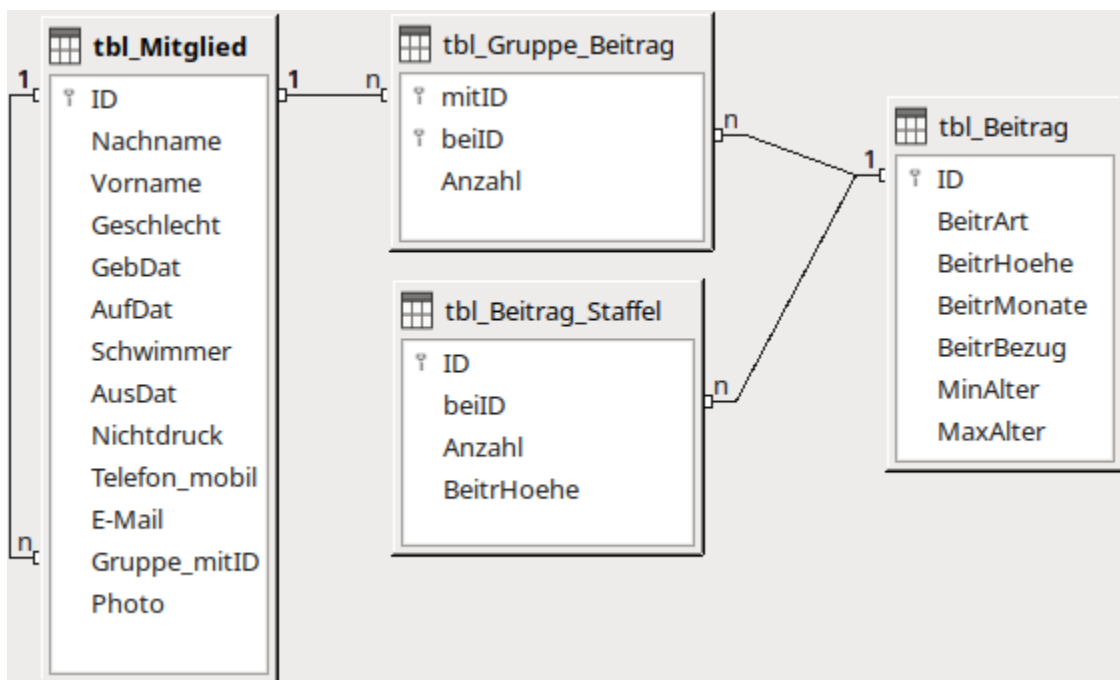 tbl_Mitglied
1
ID
Nachname
Vorname
Geschlecht
GebDat
AufDat
Schwimmer
AusDat
Nichtdruck
Telefon_mobil
E-Mail
n
Gruppe_mitID
Photo
1
n
tbl_Gruppe_Beitrag
mitID
beiID
Anzahl
n
tbl_Beitrag_Staffel
ID
beiID
Anzahl
BeitrHoehe
n
1
tbl_Beitrag
ID
BeitrArt
BeitrHoehe
BeitrMonate
BeitrBezug
MinAlter
MaxAlter